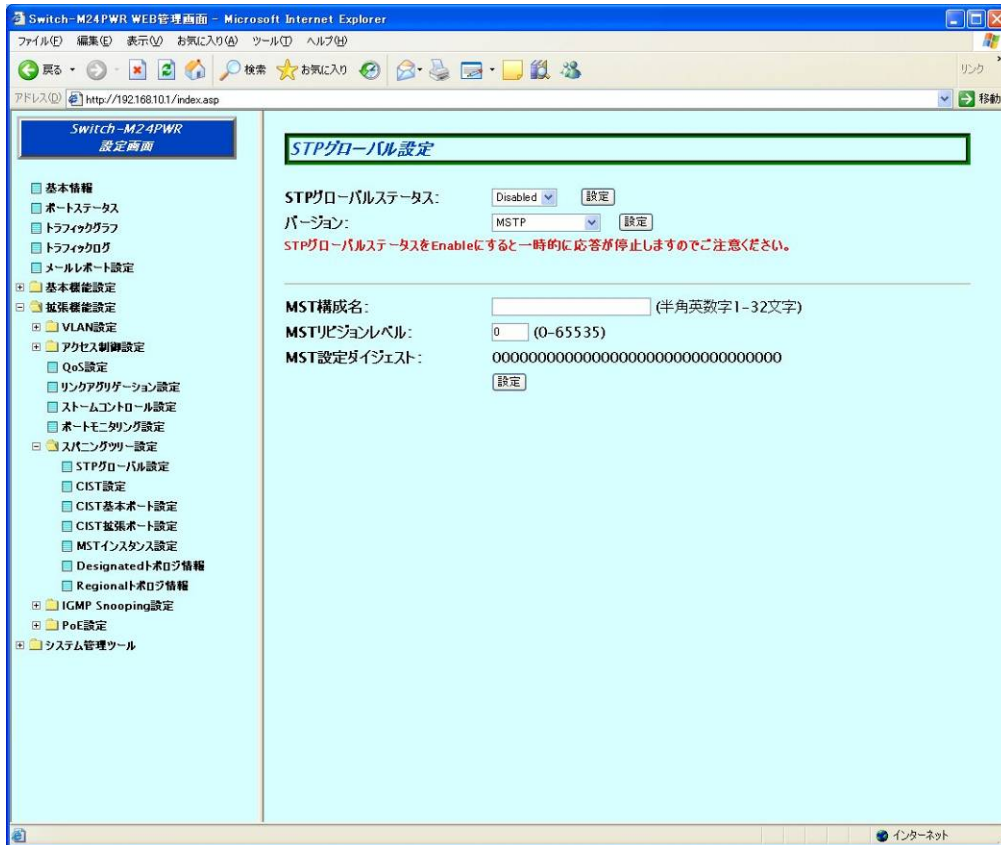 Switch-M24PWR WEB管理画面 - Microsoft Internet Explorer
ファイル(F) 編集(E) 表示(V) お気に入り(A) ツール(T) ヘルプ(H)
戻る 検索 お気に入り リンク »
アドレス(D) http://192.168.10.1/index.asp 移動
Switch-M24PWR
設定画面
基本情報
ポートステータス
トラフィックグラフ
トラフィックログ
メールレポート設定
基本機能設定
拡張機能設定
VLAN設定
アクセス制御設定
QoS設定
リンクアグリゲーション設定
ストームコントロール設定
ポートモニタリング設定
スパニングツリー設定
STPグローバル設定
CIST設定
CIST基本ポート設定
CIST拡張ポート設定
MSTインスタンス設定
Designatedトポロジ情報
Regionalトポロジ情報
IGMP Snooping設定
PoE設定
システム管理ツール
STPグローバル設定
STPグローバルステータス: Disabled 設定
バージョン: MSTP 設定
STPグローバルステータスをEnableにすると一時的に応答が停止しますのでご注意ください。
MST構成名: (半角英数字1-32文字)
MSTリビジョンレベル: 0 (0-65535)
MST設定ダイジェスト: 00000000000000000000000000000000
設定
インターネット